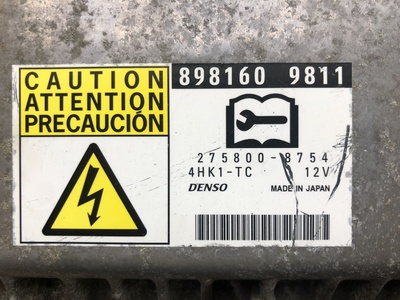 CAUTION
ATTENTION
PRECAUCIÓN
898160 9811
275800-8754
4HK1-TC 12V
DENSO MADE IN JAPAN